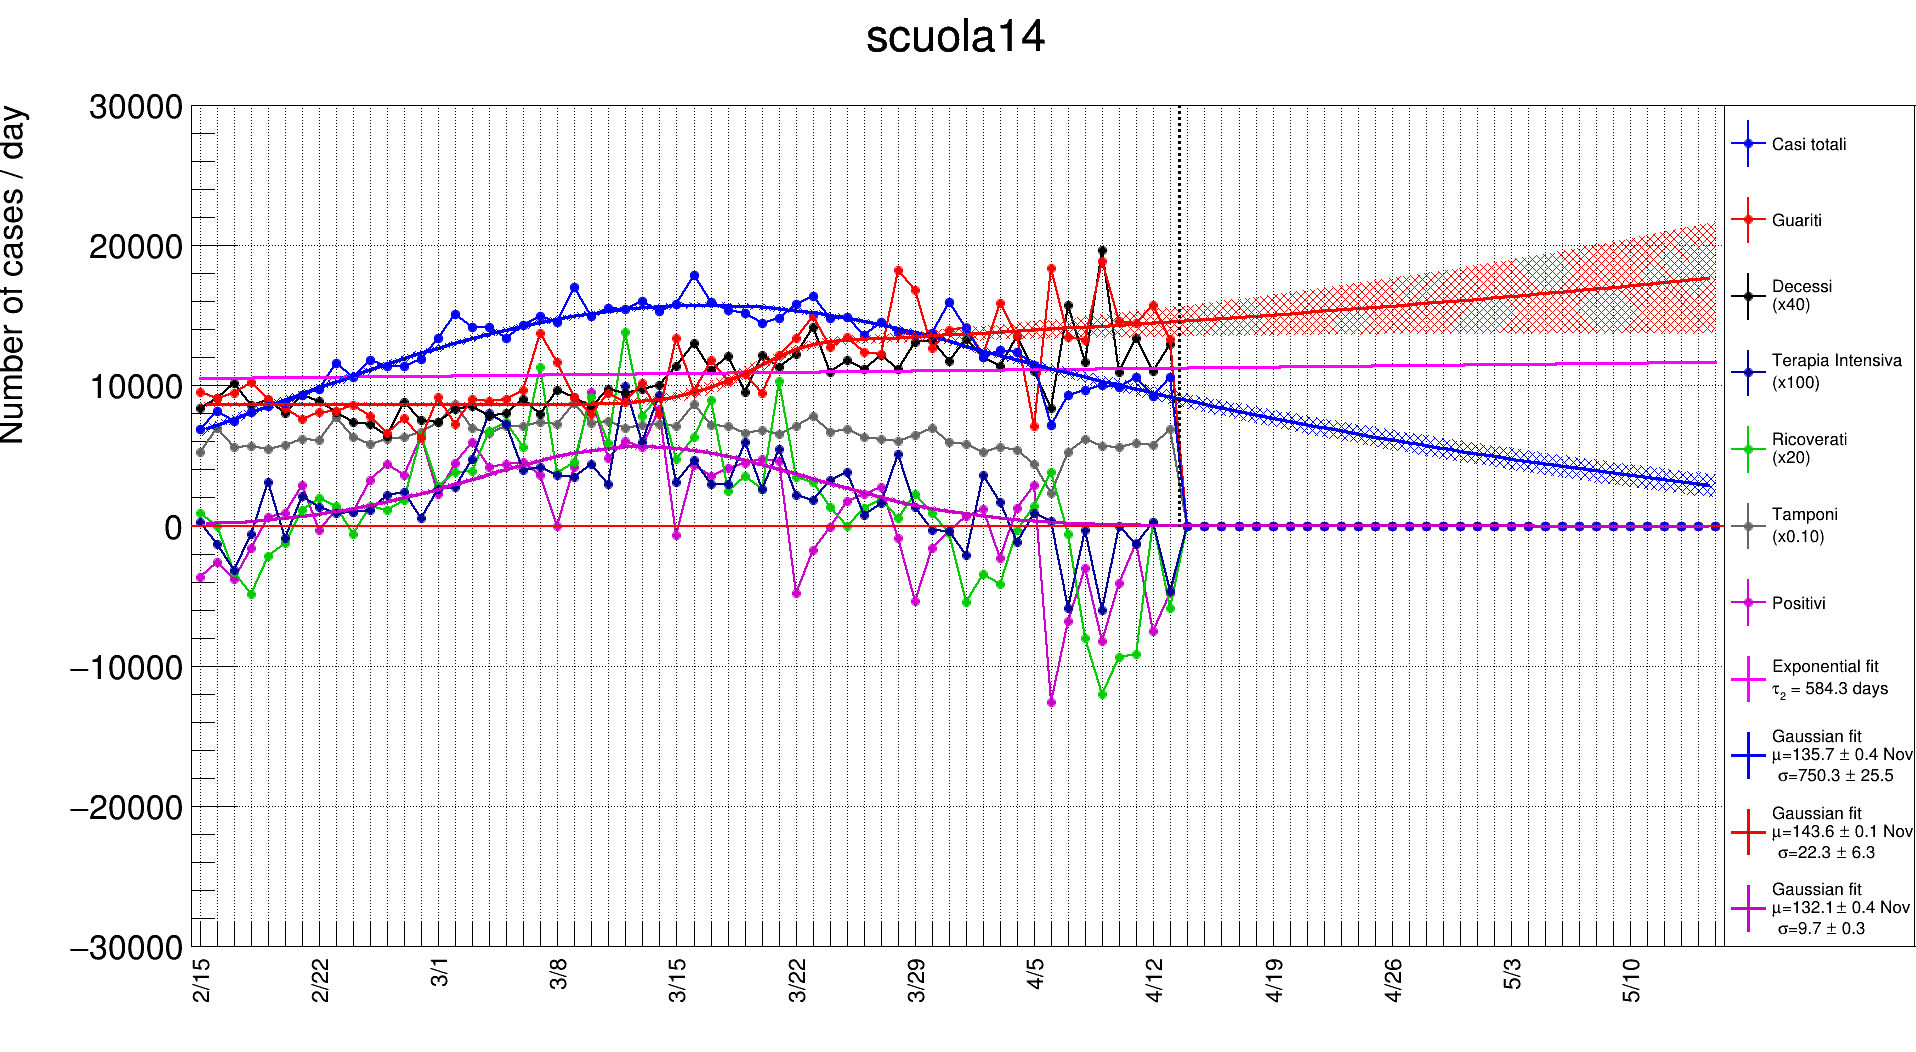 scuola14
Number of cases / day
30000
20000
10000
0
−10000
−20000
−30000
2/15
2/22
3/1
3/8
3/15
3/22
3/29
4/5
4/12
4/19
4/26
5/3
5/10
Casi totali
Guariti
Decessi
(x40)
Terapia Intensiva
(x100)
Ricoverati
(x20)
Tamponi
(x0.10)
Positivi
Exponential fit
τ2 = 584.3 days
Gaussian fit
μ=135.7 ± 0.4 Nov
σ=750.3 ± 25.5
Gaussian fit
μ=143.6 ± 0.1 Nov
σ=22.3 ± 6.3
Gaussian fit
μ=132.1 ± 0.4 Nov
σ=9.7 ± 0.3